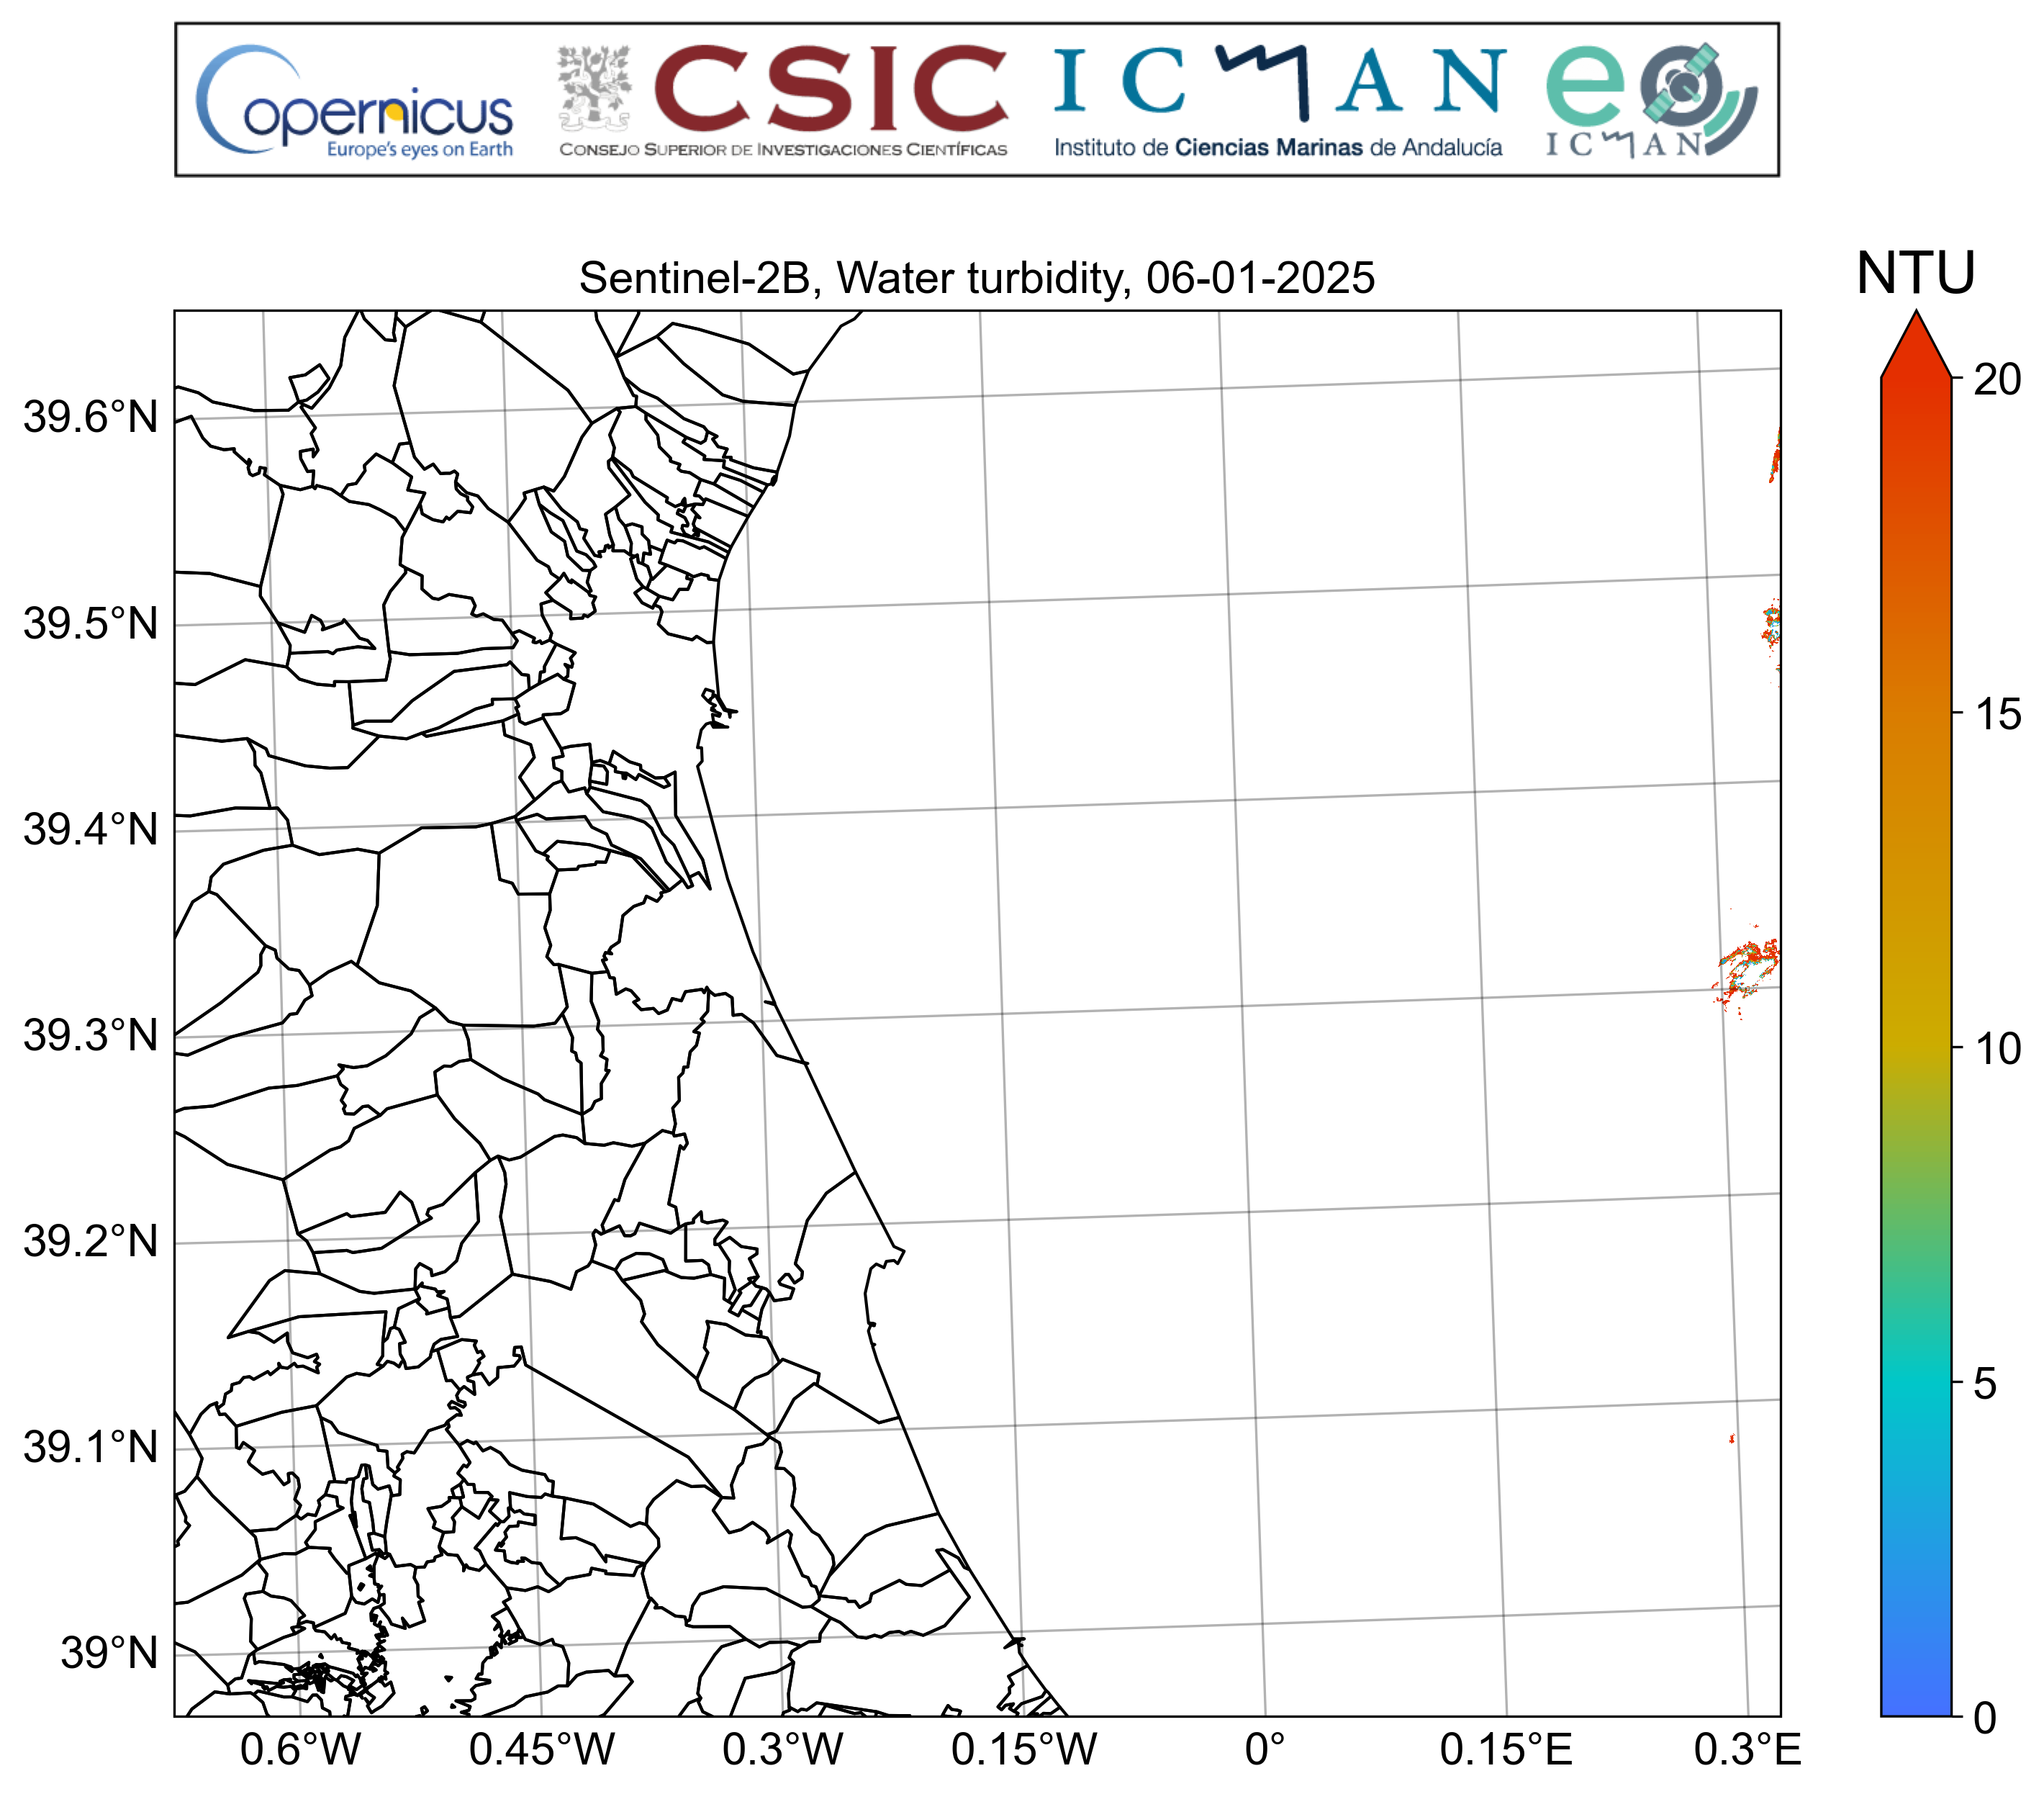 Copernicus
Europe's eyes on Earth
CSIC
CONSEJO SUPERIOR DE INVESTIGACIONES CIENTÍFICAS
ICMAN
Instituto de Ciencias Marinas de Andalucía
eo
ICMAN
Sentinel-2B, Water turbidity, 06-01-2025
NTU
20
15
10
5
0
39.6°N
39.5°N
39.4°N
39.3°N
39.2°N
39.1°N
39°N
0.6°W 0.45°W 0.3°W 0.15°W 0° 0.15°E 0.3°E